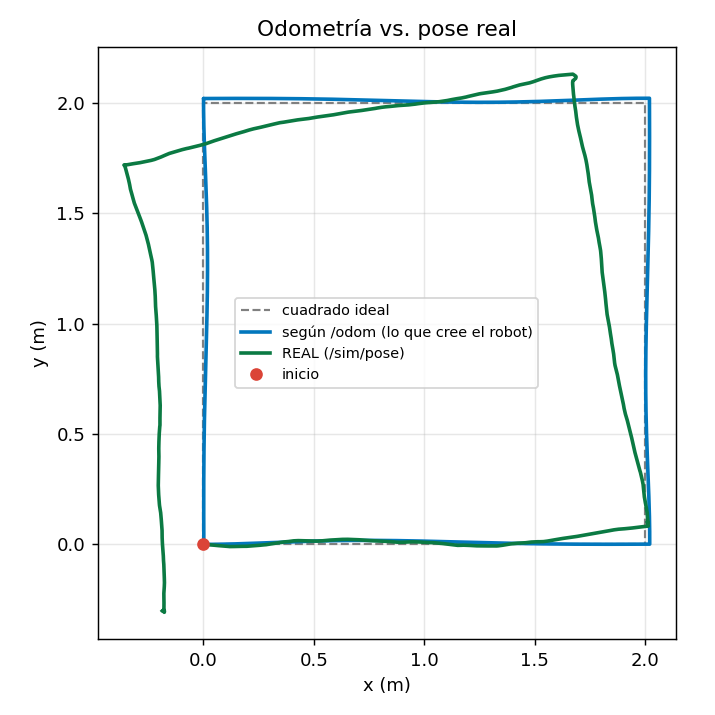 Odometría vs. pose real
y (m)
2.0
1.5
1.0
0.5
0.0
cuadrado ideal
según /odom (lo que cree el robot)
REAL (/sim/pose)
inicio
0.0 0.5 1.0 1.5 2.0
x (m)